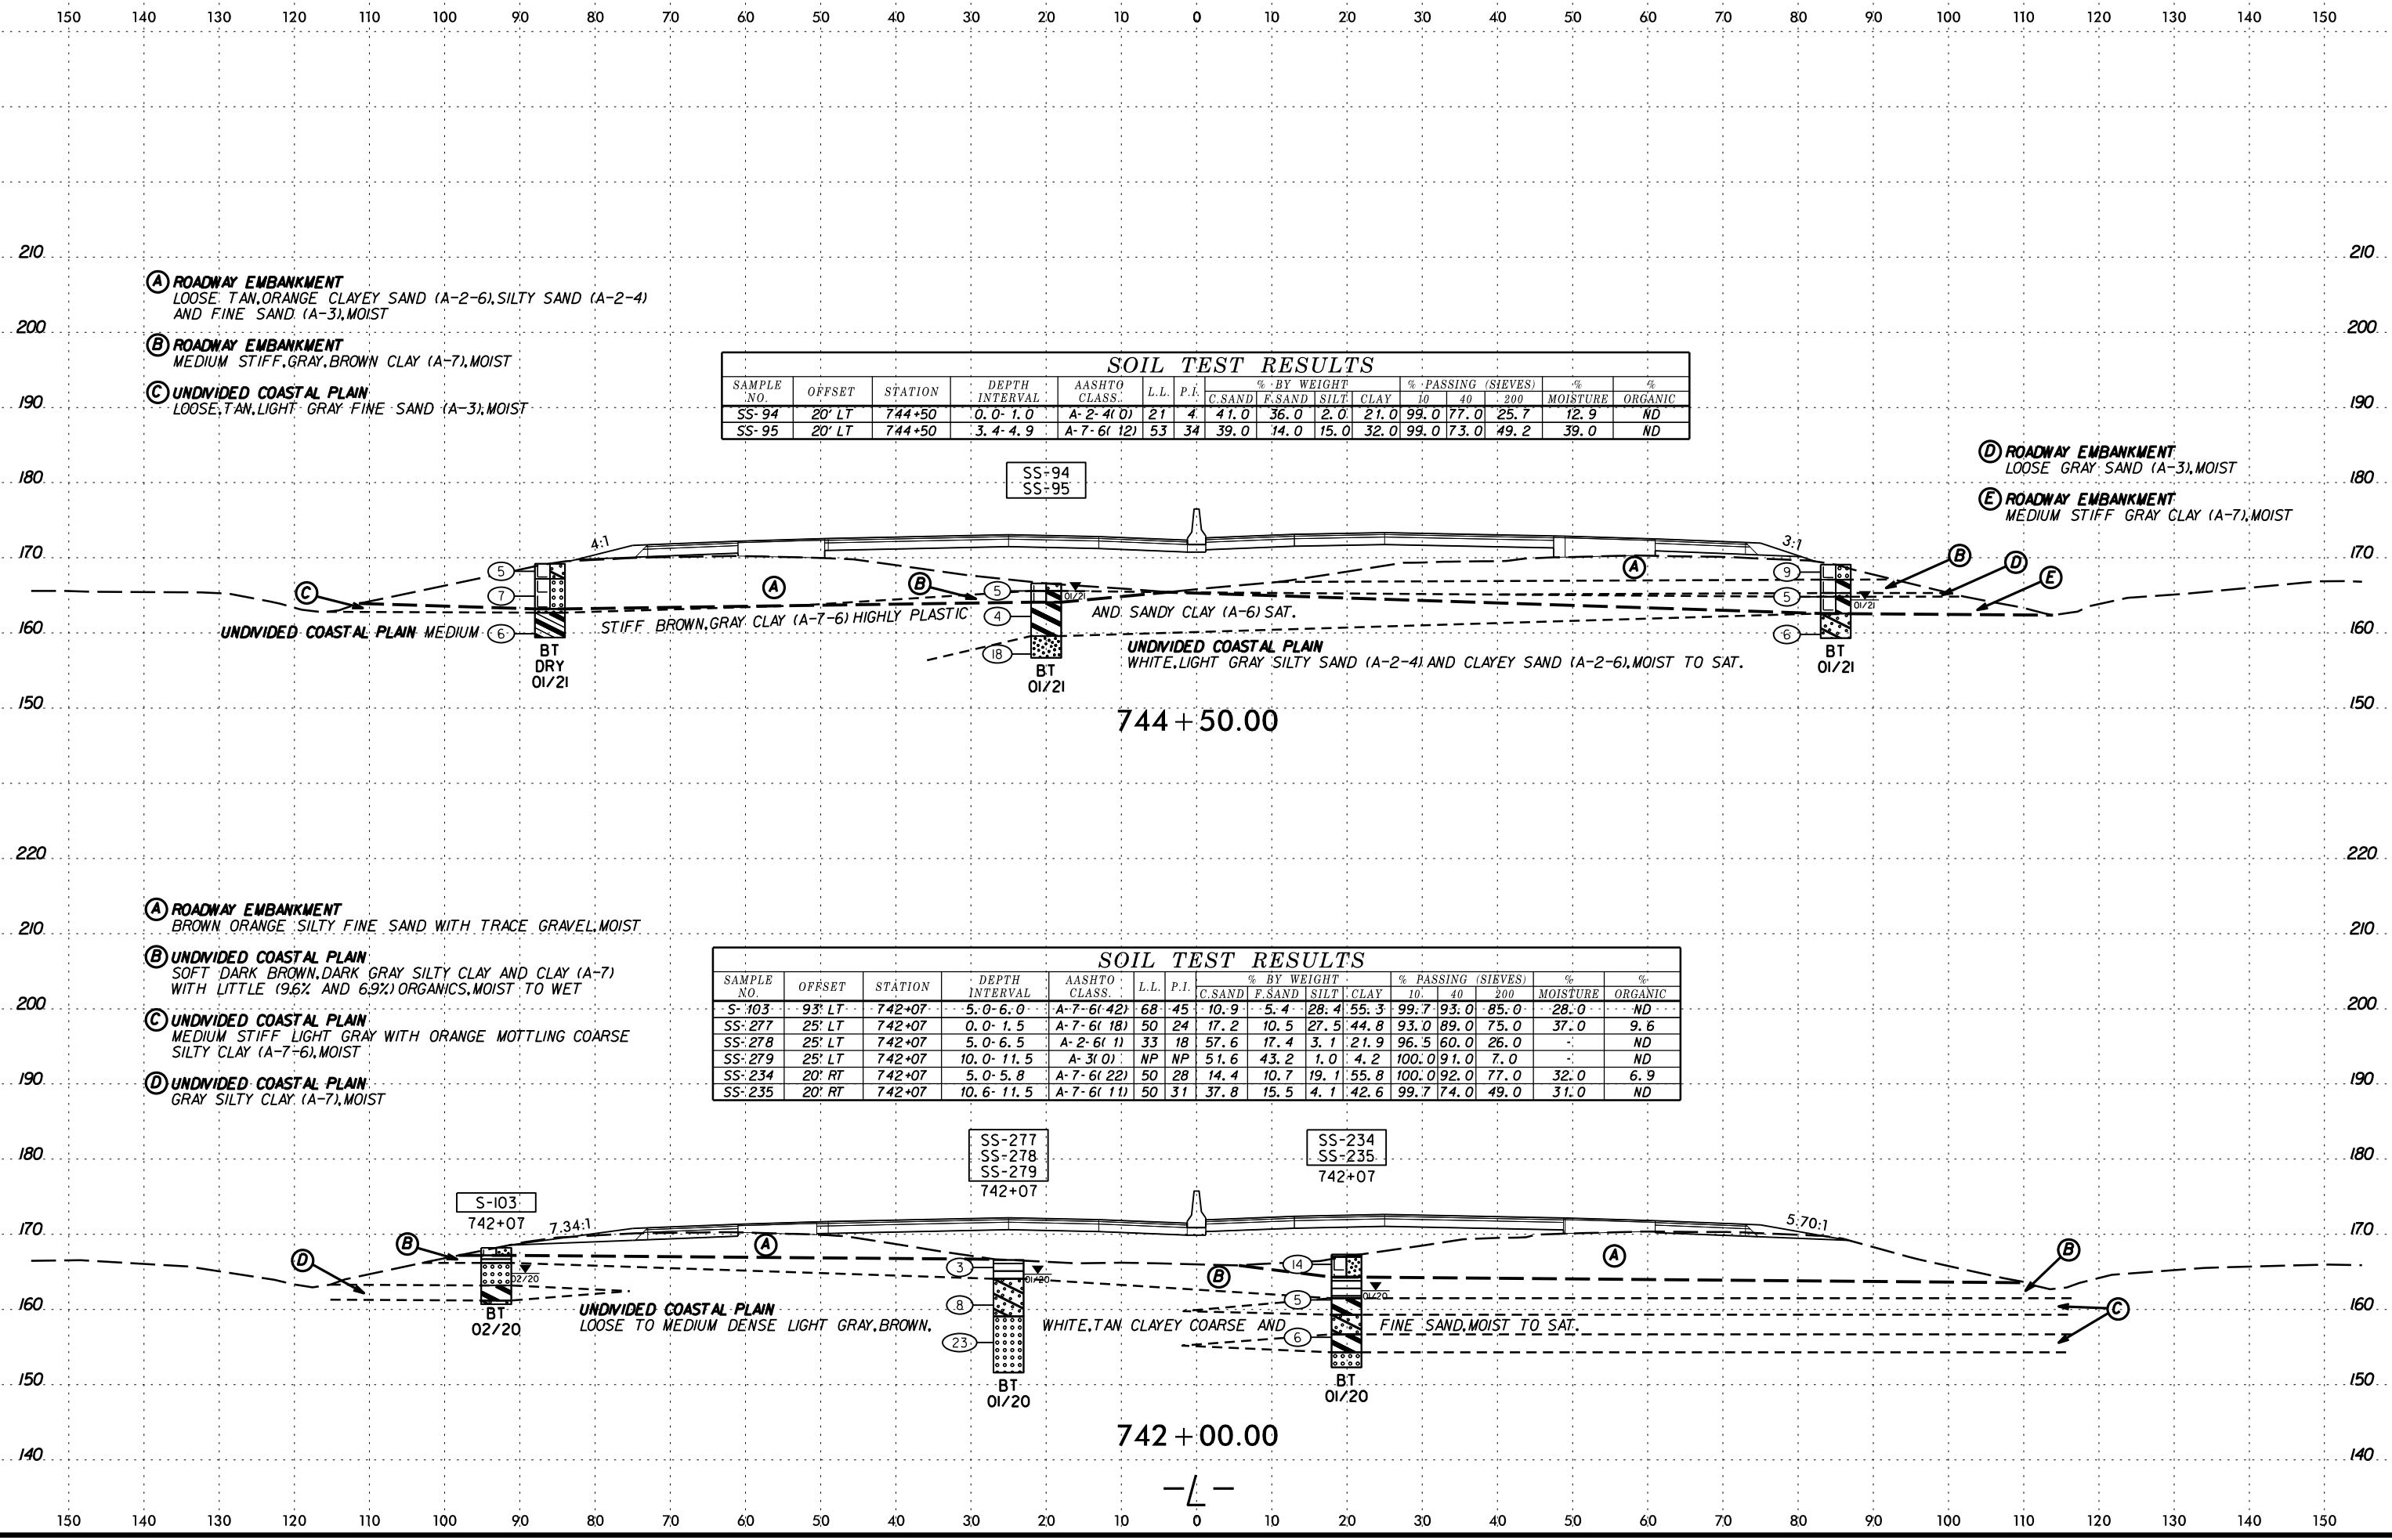 150 140 130 120 110 100 90 80 70 60 50 40 30 20 10 0 10 20 30 40 50 60 70 80 90 100 110 120 130 140 150
210 210
A ROADWAY EMBANKMENT
LOOSE TAN,ORANGE CLAYEY SAND (A-2-6),SILTY SAND (A-2-4)
AND FINE SAND (A-3),MOIST
200 200
B ROADWAY EMBANKMENT
MEDIUM STIFF,GRAY,BROWN CLAY (A-7),MOIST
C UNDIVIDED COASTAL PLAIN
LOOSE,TAN,LIGHT GRAY FINE SAND (A-3),MOIST
190 190
SOIL TEST RESULTS
SAMPLE NO. OFFSET STATION DEPTH INTERVAL AASHTO CLASS. L.L. P.I. % BY WEIGHT % PASSING (SIEVES) % MOISTURE % ORGANIC
C.SAND F.SAND SILT CLAY 10 40 200
SS-94 20' LT 744+50 0.0-1.0 A-2-4(0) 21 4 41.0 36.0 2.0 21.0 99.0 77.0 25.7 12.9 ND
SS-95 20' LT 744+50 3.4-4.9 A-7-6(12) 53 34 39.0 14.0 15.0 32.0 99.0 73.0 49.2 39.0 ND
D ROADWAY EMBANKMENT
LOOSE GRAY SAND (A-3),MOIST
E ROADWAY EMBANKMENT
MEDIUM STIFF GRAY CLAY (A-7),MOIST
180 180
SS-94
SS-95
170 4:1 3:1 170
A B D E
5 9
7 5 5
C A B 01/21 01/21
160 UNDIVIDED COASTAL PLAIN MEDIUM 6 STIFF BROWN,GRAY CLAY (A-7-6) HIGHLY PLASTIC 4 AND SANDY CLAY (A-6) SAT. 6 160
18
UNDIVIDED COASTAL PLAIN
WHITE,LIGHT GRAY SILTY SAND (A-2-4) AND CLAYEY SAND (A-2-6),MOIST TO SAT.
BT
DRY
01/21
BT
01/21
BT
01/21
150 150
744+50.00
220 220
A ROADWAY EMBANKMENT
BROWN ORANGE SILTY FINE SAND WITH TRACE GRAVEL,MOIST
210 210
B UNDIVIDED COASTAL PLAIN
SOFT DARK BROWN,DARK GRAY SILTY CLAY AND CLAY (A-7)
WITH LITTLE (9.6% AND 6.9%) ORGANICS,MOIST TO WET
200 200
C UNDIVIDED COASTAL PLAIN
MEDIUM STIFF LIGHT GRAY WITH ORANGE MOTTLING COARSE
SILTY CLAY (A-7-6),MOIST
190 190
D UNDIVIDED COASTAL PLAIN
GRAY SILTY CLAY (A-7),MOIST
SOIL TEST RESULTS
SAMPLE NO. OFFSET STATION DEPTH INTERVAL AASHTO CLASS. L.L. P.I. % BY WEIGHT % PASSING (SIEVES) % MOISTURE % ORGANIC
C.SAND F.SAND SILT CLAY 10 40 200
S-103 93' LT 742+07 5.0-6.0 A-7-6(42) 68 45 10.9 5.4 28.4 55.3 99.7 93.0 85.0 28.0 ND
SS-277 25' LT 742+07 0.0-1.5 A-7-6(18) 50 24 17.2 10.5 27.5 44.8 93.0 89.0 75.0 37.0 9.6
SS-278 25' LT 742+07 5.0-6.5 A-2-6(1) 33 18 57.6 17.4 3.1 21.9 96.5 60.0 26.0 - ND
SS-279 25' LT 742+07 10.0-11.5 A-3(0) NP NP 51.6 43.2 1.0 4.2 100.0 91.0 7.0 - ND
SS-234 20' RT 742+07 5.0-5.8 A-7-6(22) 50 28 14.4 10.7 19.1 55.8 100.0 92.0 77.0 32.0 6.9
SS-235 20' RT 742+07 10.6-11.5 A-7-6(11) 50 31 37.8 15.5 4.1 42.6 99.7 74.0 49.0 31.0 ND
180 180
SS-277
SS-278
SS-279
742+07
SS-234
SS-235
742+07
S-103
742+07
170 7.34:1 5.70:1 170
B A A B
D 3 B 14
02/20 01/20 01/20
160 8 5 C 160
UNDIVIDED COASTAL PLAIN
LOOSE TO MEDIUM DENSE LIGHT GRAY,BROWN, WHITE,TAN CLAYEY COARSE AND FINE SAND,MOIST TO SAT.
23 6
BT
02/20
BT
01/20
BT
01/20
150 150
742+00.00
140 140
-L-
150 140 130 120 110 100 90 80 70 60 50 40 30 20 10 0 10 20 30 40 50 60 70 80 90 100 110 120 130 140 150